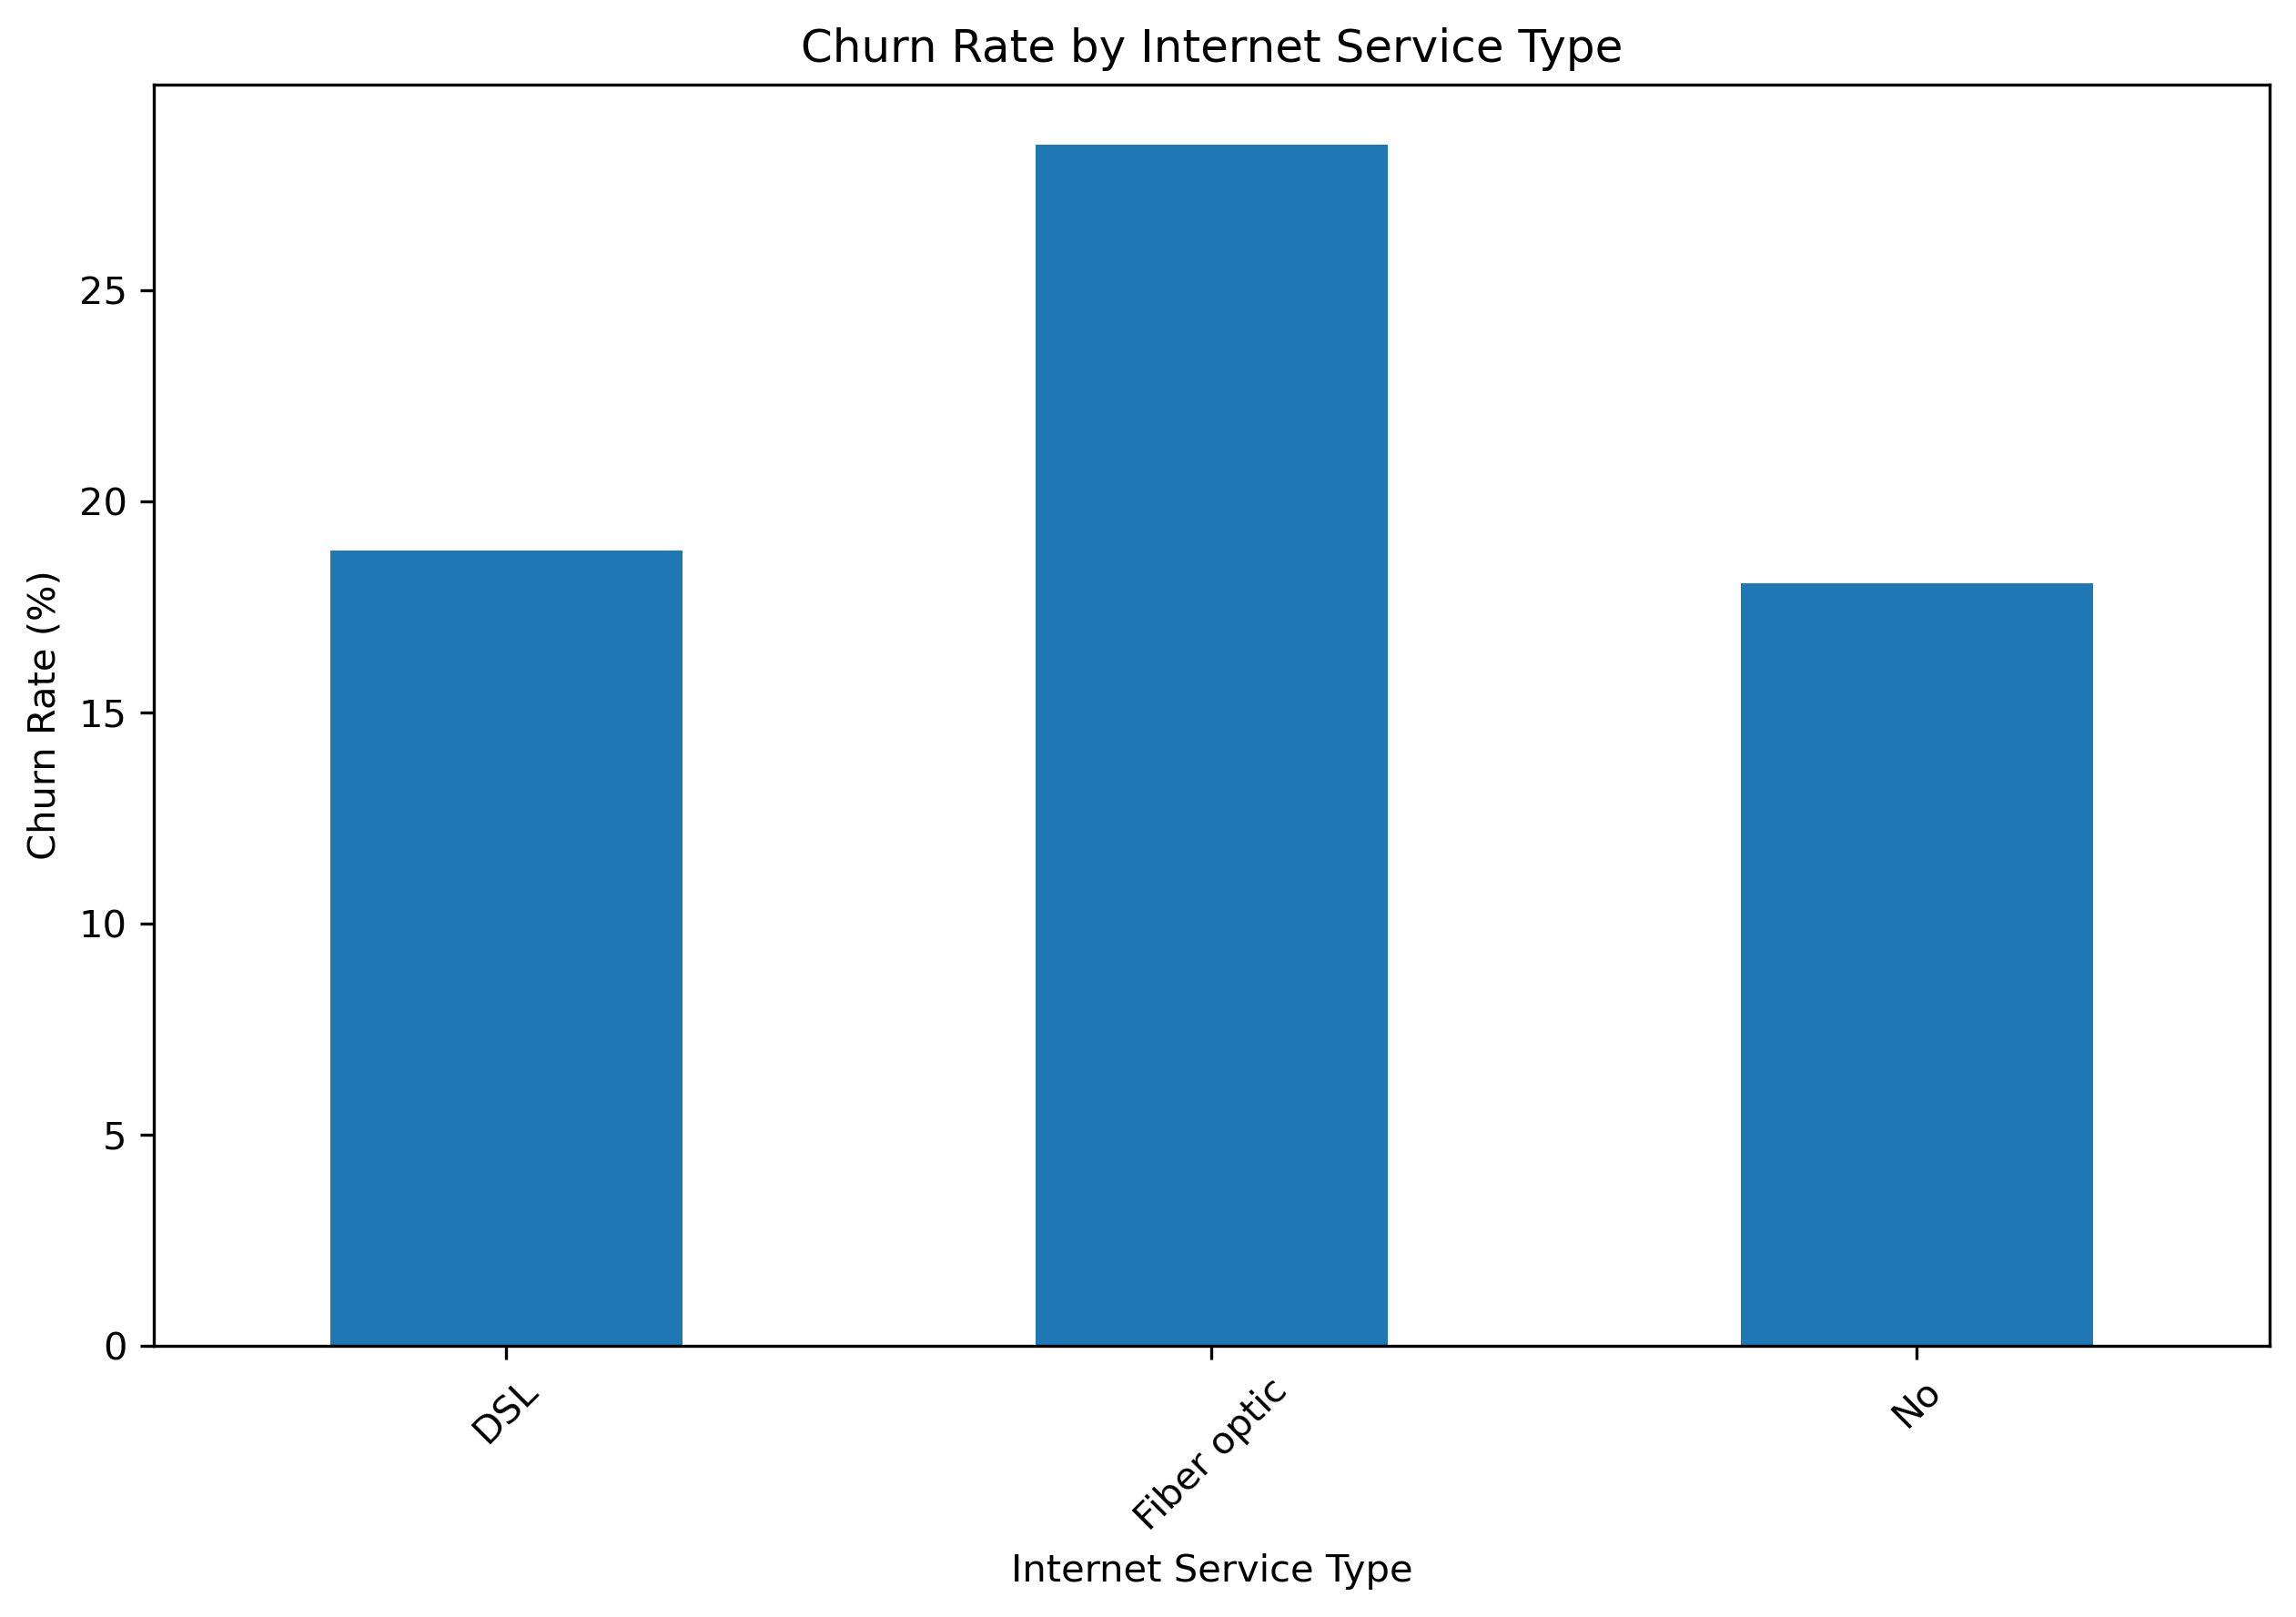 Churn Rate by Internet Service Type
Churn Rate (%)
25
20
15
10
5
0
DSL
Fiber optic
No
Internet Service Type